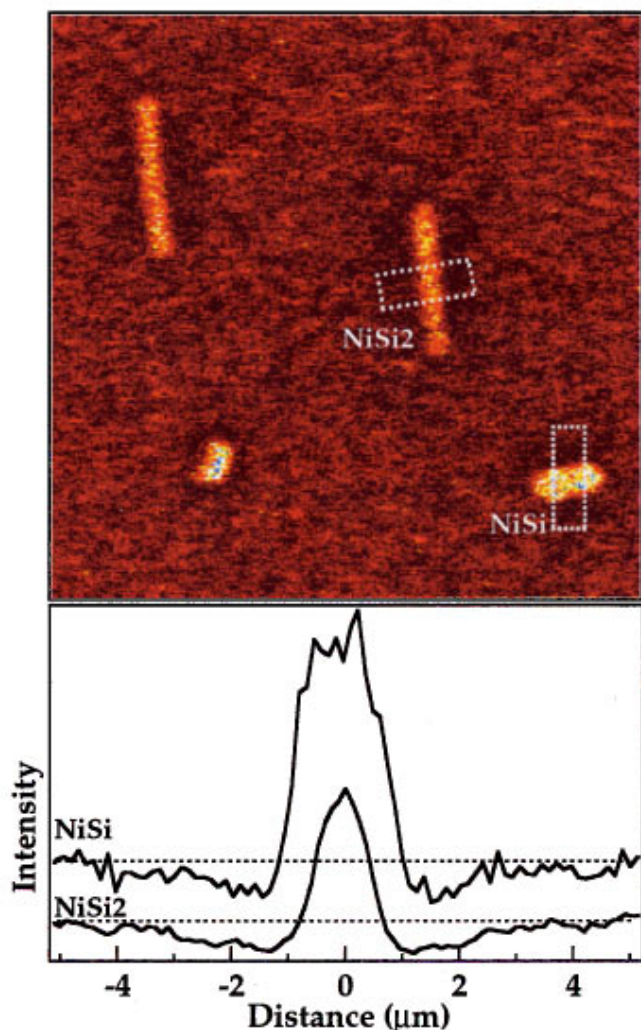 NiSi2
NiSi
Intensity
NiSi
NiSi2
-4 -2 0 2 4
Distance (μm)